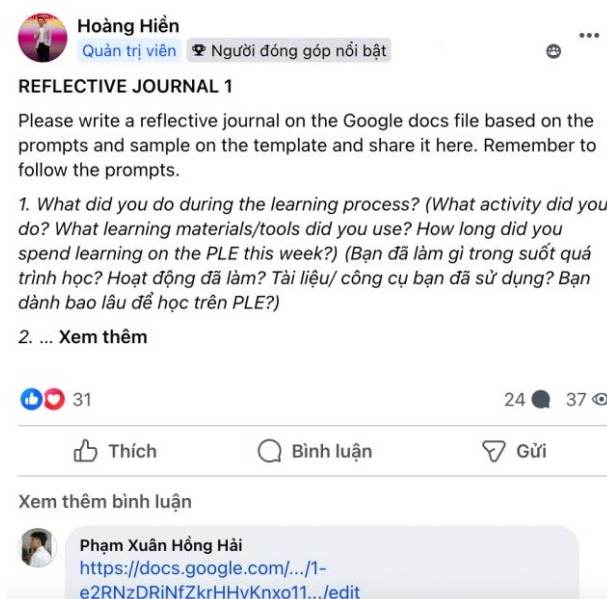 Hoàng Hiền
Quản trị viên Người đóng góp nổi bật
REFLECTIVE JOURNAL 1
Please write a reflective journal on the Google docs file based on the
prompts and sample on the template and share it here. Remember to
follow the prompts.
1. What did you do during the learning process? (What activity did you
do? What learning materials/tools did you use? How long did you
spend learning on the PLE this week?) (Bạn đã làm gì trong suốt quá
trình học? Hoạt động đã làm? Tài liệu/ công cụ bạn đã sử dụng? Bạn
dành bao lâu để học trên PLE?)
2. ... Xem thêm
31 24 37
Thích Bình luận Gửi
Xem thêm bình luận
Phạm Xuân Hồng Hải
https://docs.google.com/.../1-
e2RNzDRiNfZkrHHvKnxo11.../edit